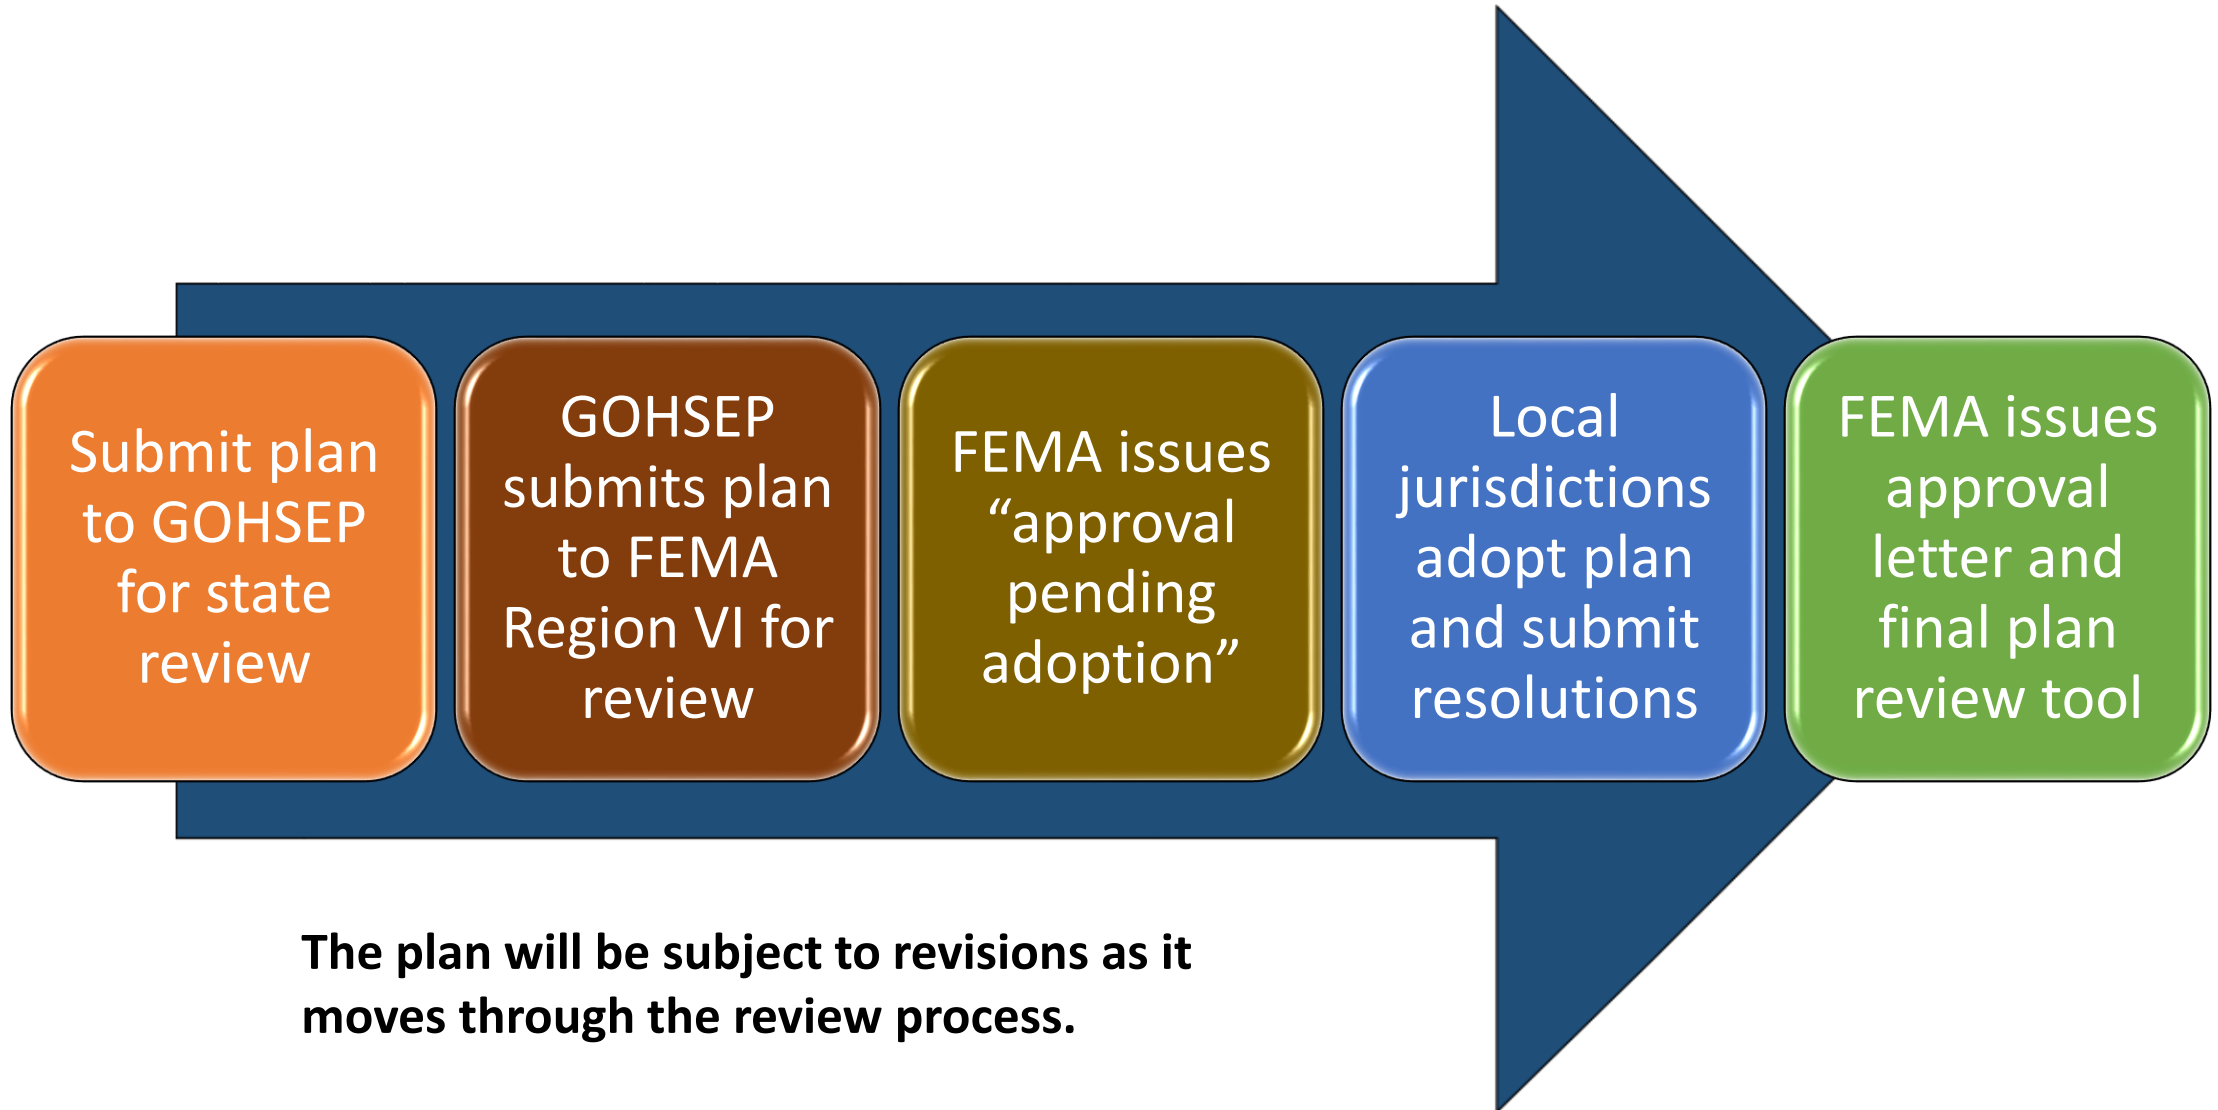 Submit plan
to GOHSEP
for state
review
GOHSEP
submits plan
to FEMA
Region VI for
review
FEMA issues
“approval
pending
adoption”
Local
jurisdictions
adopt plan
and submit
resolutions
FEMA issues
approval
letter and
final plan
review tool
The plan will be subject to revisions as it
moves through the review process.